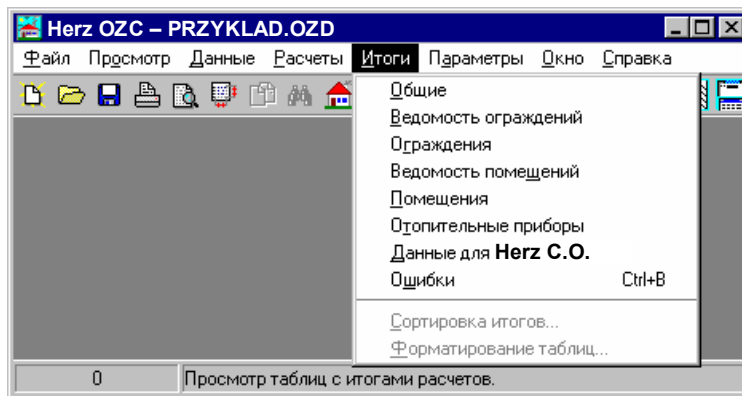 Herz OZC – PRZYKLAD.OZD
Файл Просмотр Данные Расчеты Итоги Параметры Окно Справка
Общие
Ведомость ограждений
Ограждения
Ведомость помещений
Помещения
Отопительные приборы
Данные для Herz C.O.
Ошибки Ctrl+B
Сортировка итогов...
Форматирование таблиц...
0 Просмотр таблиц с итогами расчетов.